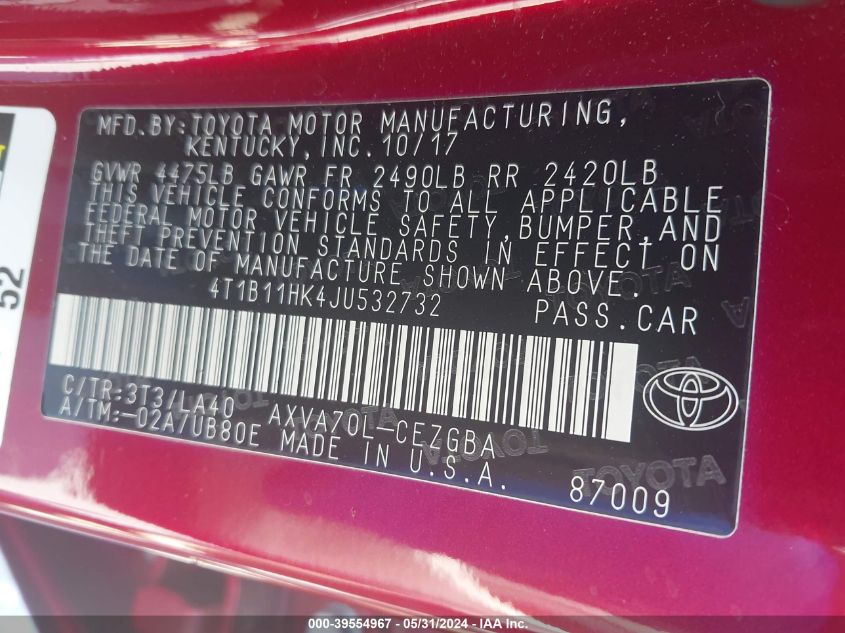 MFD.BY:TOYOTA MOTOR MANUFACTURING,
KENTUCKY,INC.10/17
GVWR 4475LB GAWR FR 2490LB RR 2420LB
THIS VEHICLE CONFORMS TO ALL APPLICABLE
FEDERAL MOTOR VEHICLE SAFETY,BUMPER,AND
THEFT PREVENTION STANDARDS IN EFFECT ON
THE DATE OF MANUFACTURE SHOWN ABOVE.
4T1B11HK4JU532732 PASS.CAR
C/TR:3T3/LA40 AXVA70L-CEZGBA
A/TM:-02A/UB80E MADE IN U.S.A.
87009
52
000-39554967 - 05/31/2024 - IAA Inc.